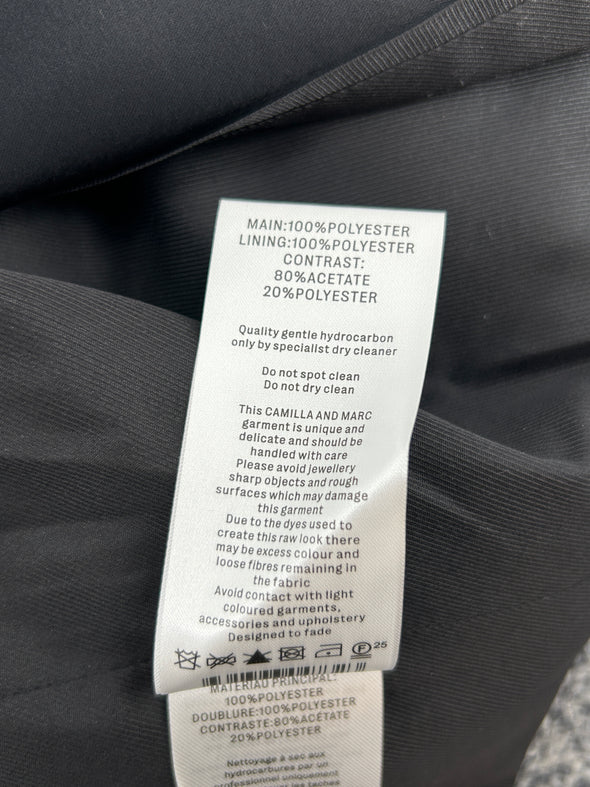 MAIN:100%POLYESTER
LINING:100%POLYESTER
CONTRAST:
80%ACETATE
20%POLYESTER
Quality gentle hydrocarbon
only by specialist dry cleaner
Do not spot clean
Do not dry clean
This CAMILLA AND MARC
garment is unique and
delicate and should be
handled with care
Please avoid jewellery
sharp objects and rough
surfaces which may damage
this garment
Due to the dyes used to
create this raw look there
may be excess colour and
loose fibres remaining in
the fabric
Avoid contact with light
coloured garments,
accessories and upholstery
Designed to fade
F 25
MATERIAU PRINCIPAL:
100%POLYESTER
DOUBLURE:100%POLYESTER
CONTRASTE:80%ACÉTATE
20%POLYESTER
Nettoyage à sec aux
hydrocarbures par un
professionnel uniquement